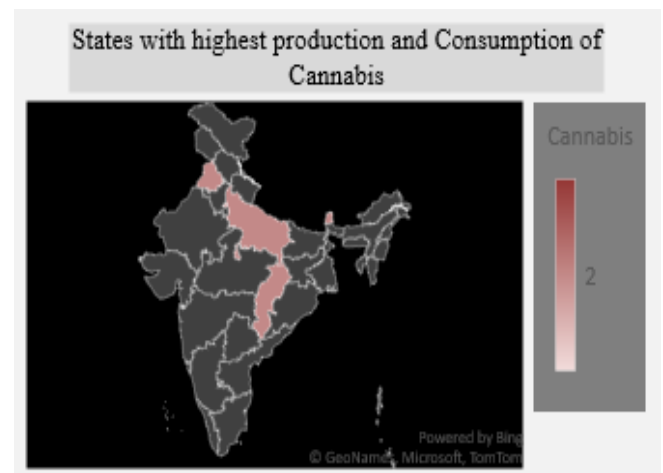 States with highest production and Consumption of
Cannabis
Cannabis
2
Powered by Bing
© GeoNames, Microsoft, TomTom